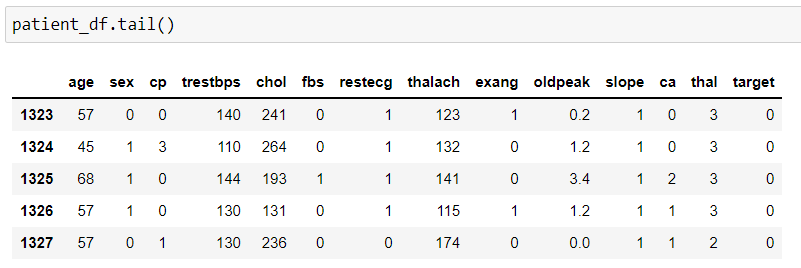 patient_df.tail()
age sex cp trestbps chol fbs restecg thalach exang oldpeak slope ca thal target
1323 57 0 0 140 241 0 1 123 1 0.2 1 0 3 0
1324 45 1 3 110 264 0 1 132 0 1.2 1 0 3 0
1325 68 1 0 144 193 1 1 141 0 3.4 1 2 3 0
1326 57 1 0 130 131 0 1 115 1 1.2 1 1 3 0
1327 57 0 1 130 236 0 0 174 0 0.0 1 1 2 0